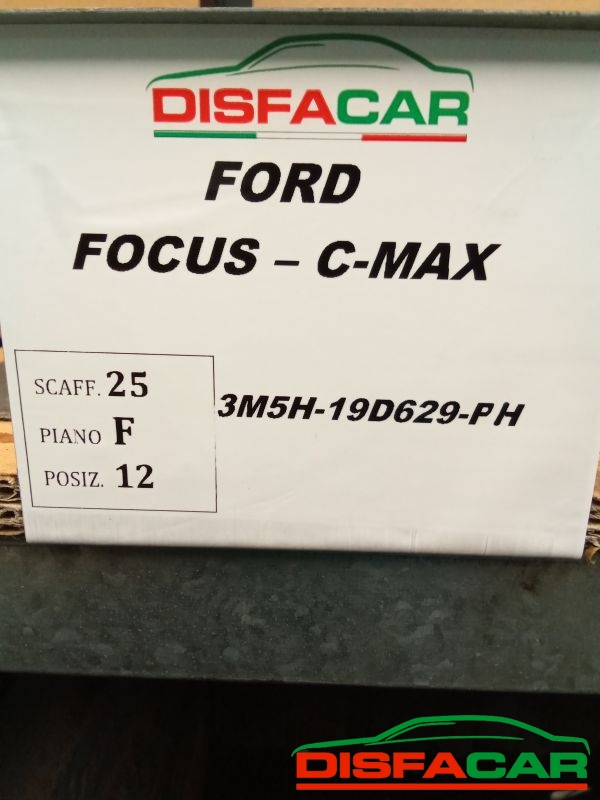 DISFACAR
FORD
FOCUS – C-MAX
SCAFF. 25
PIANO F
POSIZ. 12
3M5H-19D629-PH
DISFACAR